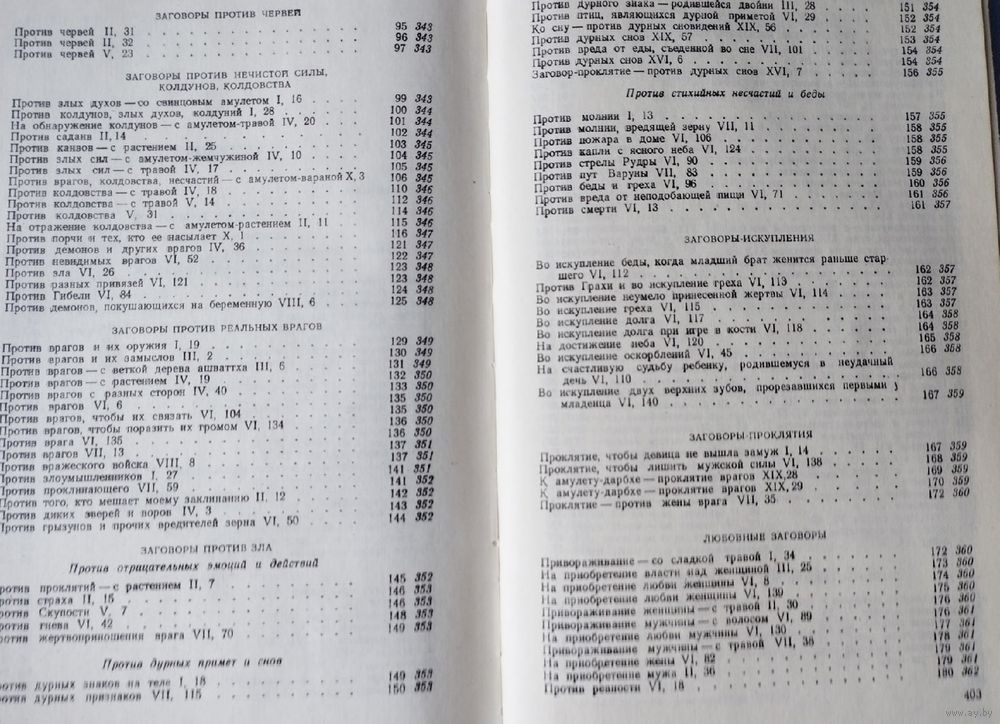 ЗАГОВОРЫ ПРОТИВ ЧЕРВЕЙ
Против червей II, 31 95 343
Против червей II, 32 96 343
Против червей V, 23 97 343
ЗАГОВОРЫ ПРОТИВ НЕЧИСТОЙ СИЛЫ,
КОЛДУНОВ, КОЛДОВСТВА
Против злых духов — со свинцовым амулетом I, 16 99 343
Против колдунов, злых духов, колдуний I, 28 100 344
На обнаружение колдунов — с амулетом-травой IV, 20 101 344
Против садана II, 14 102 344
Против канвов — с растением II, 25 103 345
Против злых сил — с амулетом-жемчужиной IV, 10 104 345
Против злых сил — с травой IV, 17 105 345
Против врагов, колдовства, несчастий — с амулетом-вараной X, 3 106 345
Против колдовства — с травой IV, 18 110 346
Против колдовства — с травой V, 14 112 346
Против колдовства V, 31 114 346
На отражение колдовства — с амулетом-растением II, 11 115 346
Против порчи и тех, кто ее насылает X, 1 116 347
Против демонов и других врагов IV, 36 121 347
Против невидимых врагов VI, 52 122 347
Против зла VI, 26 123 348
Против разных привязей VI, 121 123 348
Против Гибели VI, 84 124 348
Против демонов, покушающихся на беременную VIII, 6 125 348
ЗАГОВОРЫ ПРОТИВ РЕАЛЬНЫХ ВРАГОВ
Против врагов и их оружия I, 19 129 349
Против врагов и их замыслов III, 2 130 349
Против врагов — с веткой дерева ашваттха III, 6 131 349
Против врагов — с растением IV, 19 132 350
Против врагов с разных сторон IV, 40 133 350
Против врагов VI, 6 135 350
Против врагов, чтобы их связать VI, 104 135 350
Против врагов, чтобы поразить их громом VI, 134 136 350
Против врага VI, 135 136 350
Против врагов VII, 13 137 351
Против вражеского войска VIII, 8 137 351
Против злоумышленников I, 27 141 351
Против проклинающего VII, 59 141 352
Против того, кто мешает моему заклинанию II, 12 142 352
Против диких зверей и воров IV, 3 143 352
Против грызунов и прочих вредителей зерна VI, 50 144 352
ЗАГОВОРЫ ПРОТИВ ЗЛА
Против отрицательных эмоций и действий
ротив проклятий — с растением II, 7 145 352
ротив страха II, 15 146 353
ротив Скупости V, 7 146 353
ротив гнева VI, 42 148 353
ротив жертвоприношения врага VII, 70 149 353
Против дурных примет и снов
отив дурных знаков на теле I, 18 149 353
отив дурных признаков VII, 115 150 353
Против дурного знака — родившейся двойни III, 28 151 354
Против птиц, являющихся дурной приметой VI, 29 152 354
Ко сну — против дурных сновидений XIX, 56 152 354
Против дурных снов XIX, 57 153 354
Против вреда от еды, съеденной во сне VII, 101 154 354
Против дурных снов XVI, 6 154 354
Заговор-проклятие — против дурных снов XVI, 7 156 355
Против стихийных несчастий и беды
Против молнии I, 13 157 355
Против молнии, вредящей зерну VII, 11 158 355
Против пожара в доме VI, 106 158 355
Против капли с ясного неба VI, 124 158 355
Против стрелы Рудры VI, 90 159 356
Против пут Варуны VII, 83 159 356
Против беды и греха VI, 96 160 356
Против вреда от неподобающей пищи VI, 71 161 356
Против смерти VI, 13 161 357
ЗАГОВОРЫ-ИСКУПЛЕНИЯ
Во искупление беды, когда младший брат женится раньше стар-
шего VI, 112 162 357
Против Грахи и во искупление греха VI, 113 162 357
Во искупление неумело принесенной жертвы VI, 114 163 357
Во искупление греха VI, 115 163 357
Во искупление долга VI, 117 164 358
Во искупление долга при игре в кости VI, 118 164 358
На достижение неба VI, 120 165 358
Во искупление оскорблений VI, 45 166 358
На счастливую судьбу ребенку, родившемуся в неудачный
день VI, 110 166 358
Во искупление двух верхних зубов, прорезавшихся первыми у
младенца VI, 140 167 359
ЗАГОВОРЫ-ПРОКЛЯТИЯ
Проклятие, чтобы девица не вышла замуж I, 14 167 359
Проклятие, чтобы лишить мужской силы VI, 138 168 359
К амулету-дарбхе — проклятие врагов XIX, 28 169 359
К амулету-дарбхе — проклятие врагов XIX, 29 170 359
Проклятие — против жены врага VII, 35 172 360
ЛЮБОВНЫЕ ЗАГОВОРЫ
Привораживание — со сладкой травой I, 34 172 360
На приобретение власти над женщиной III, 25 173 360
На приобретение любви женщины VI, 8 174 360
На приобретение любви женщины VI, 139 175 360
Привораживание женщины — с травой II, 30 176 360
Привораживание мужчины — с волосом VI, 89 176 361
На приобретение любви мужчины VI, 130 177 361
Привораживание мужчины — с травой VII, 38 178 361
На приобретение жены VI, 82 179 361
На приобретение мужа II, 36 179 361
Против ревности VI, 18 180 362
403
www.ay.by